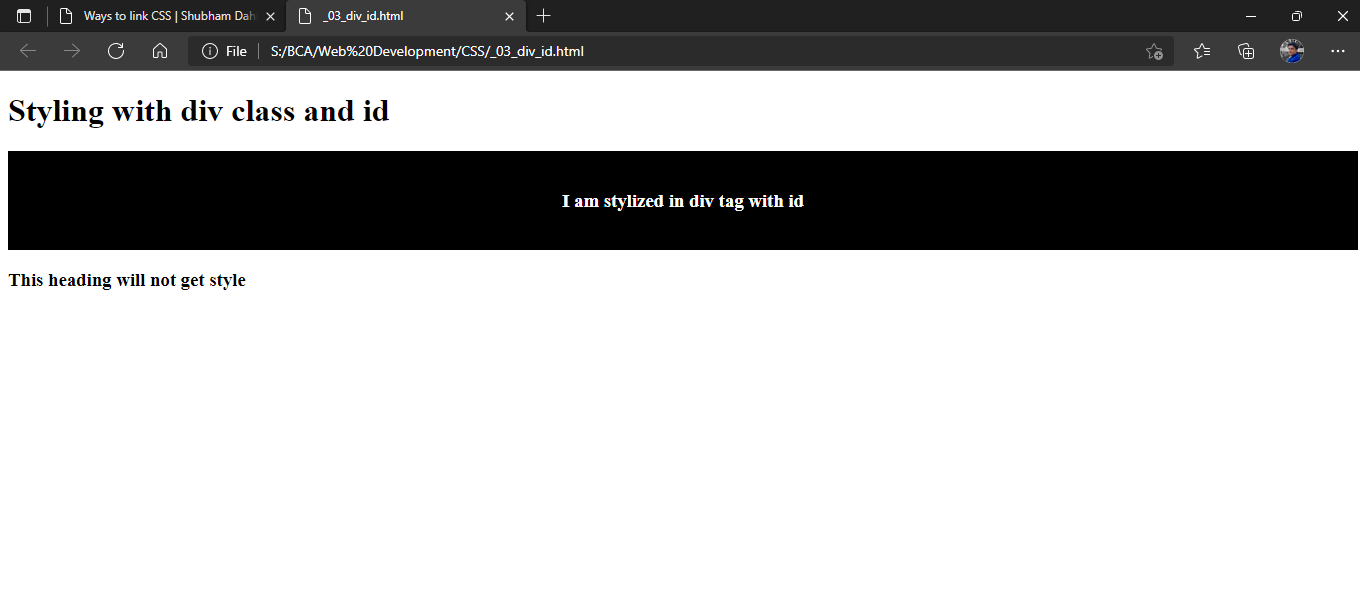 Ways to link CSS | Shubham Dah
_03_div_id.html
File
S:/BCA/Web%20Development/CSS/_03_div_id.html
Styling with div class and id
I am stylized in div tag with id
This heading will not get style